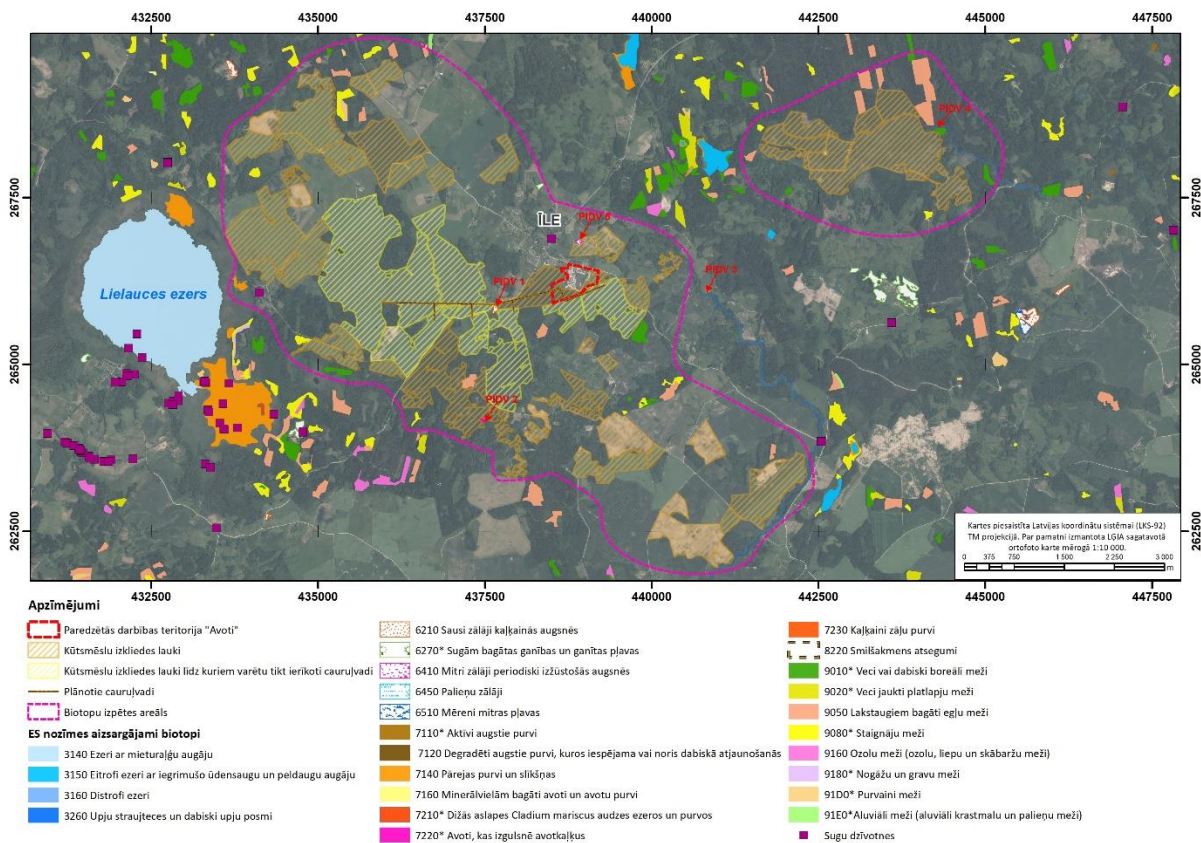 432500 435000 437500 440000 442500 445000 447500
267500 267500
265000 265000
262500 262500
PIDV 4
ĪLE
PIDV 5
PIDV 1
PIDV 3
Lielauces ezers
PIDV 2
Kartes piesaistīta Latvijas koordinātu sistēmai (LKS-92)
TM projekcijā. Par pamatni izmantota LĢIA sagatavotā
ortofoto karte mērogā 1:10 000.
0 375 750 1 500 2 250 3 000
m
432500 435000 437500 440000 442500 445000 447500
Apzīmējumi
Paredzētās darbības teritorija "Avoti"
Kūtsmēslu izkliedes lauki
Kūtsmēslu izkliedes lauki līdz kuriem varētu tikt ierīkoti cauruļvadi
Plānotie cauruļvadi
Biotopu izpētes areāls
ES nozīmes aizsargājami biotopi
3140 Ezeri ar mieturaļģu augāju
3150 Eitrofi ezeri ar iegrimušo ūdensaugu un peldaugu augāju
3160 Distrofi ezeri
3260 Upju straujteces un dabiski upju posmi
6210 Sausi zālāji kaļķainās augsnēs
6270* Sugām bagātas ganības un ganītas pļavas
6410 Mitri zālāji periodiski izžūstošās augsnēs
6450 Palieņu zālāji
6510 Mēreni mitras pļavas
7110* Aktīvi augstie purvi
7120 Degradēti augstie purvi, kuros iespējama vai noris dabiskā atjaunošanās
7140 Pārejas purvi un slīkšņas
7160 Minerālvielām bagāti avoti un avotu purvi
7210* Dižās aslapes Cladium mariscus audzes ezeros un purvos
7220* Avoti, kas izgulsnē avotkaļķus
7230 Kaļķaini zāļu purvi
8220 Smilšakmens atsegumi
9010* Veci vai dabiski boreāli meži
9020* Veci jaukti platlapju meži
9050 Lakstaugiem bagāti egļu meži
9080* Staignāju meži
9160 Ozolu meži (ozolu, liepu un skābaržu meži)
9180* Nogāžu un gravu meži
91D0* Purvaini meži
91E0*Aluviāli meži (aluviāli krastmalu un palieņu meži)
Sugu dzīvotnes